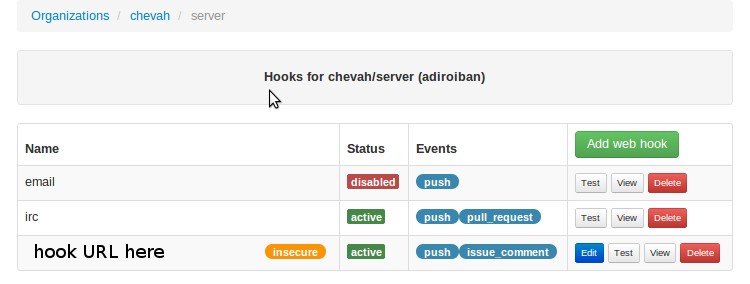 Organizations / chevah / server
Hooks for chevah/server (adiroiban)
Name Status Events Add web hook
email disabled push Test View Delete
irc active push pull_request Test View Delete
hook URL here insecure active push issue_comment Edit Test View Delete